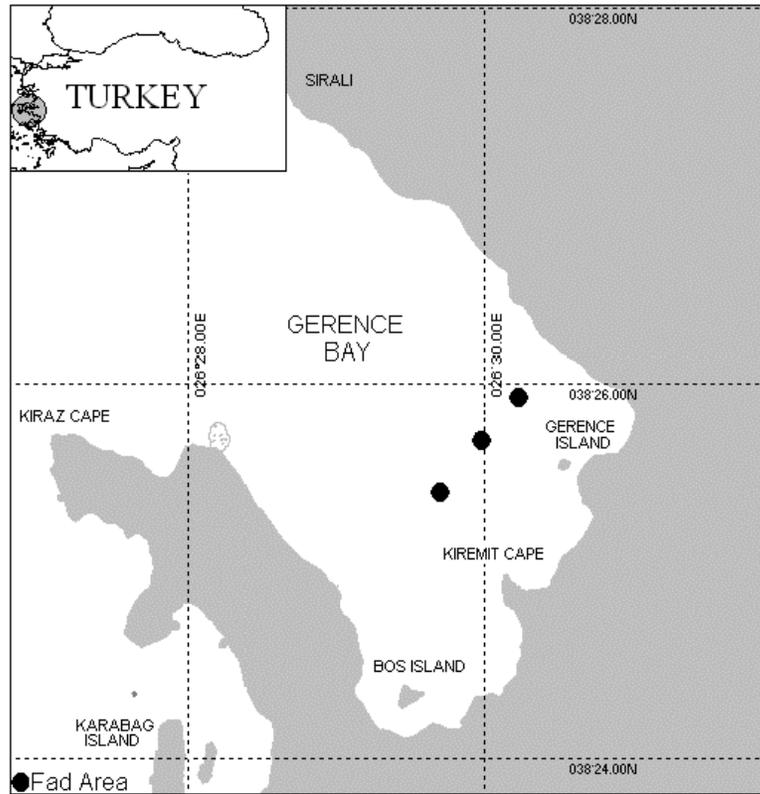 038°28.00N
SIRALI
TURKEY
GERENCE
BAY
026°28.00E
026°30.00E
038°26.00N
KIRAZ CAPE
GERENCE
ISLAND
KIREMIT CAPE
BOS ISLAND
KARABAG
ISLAND
038°24.00N
Fad Area